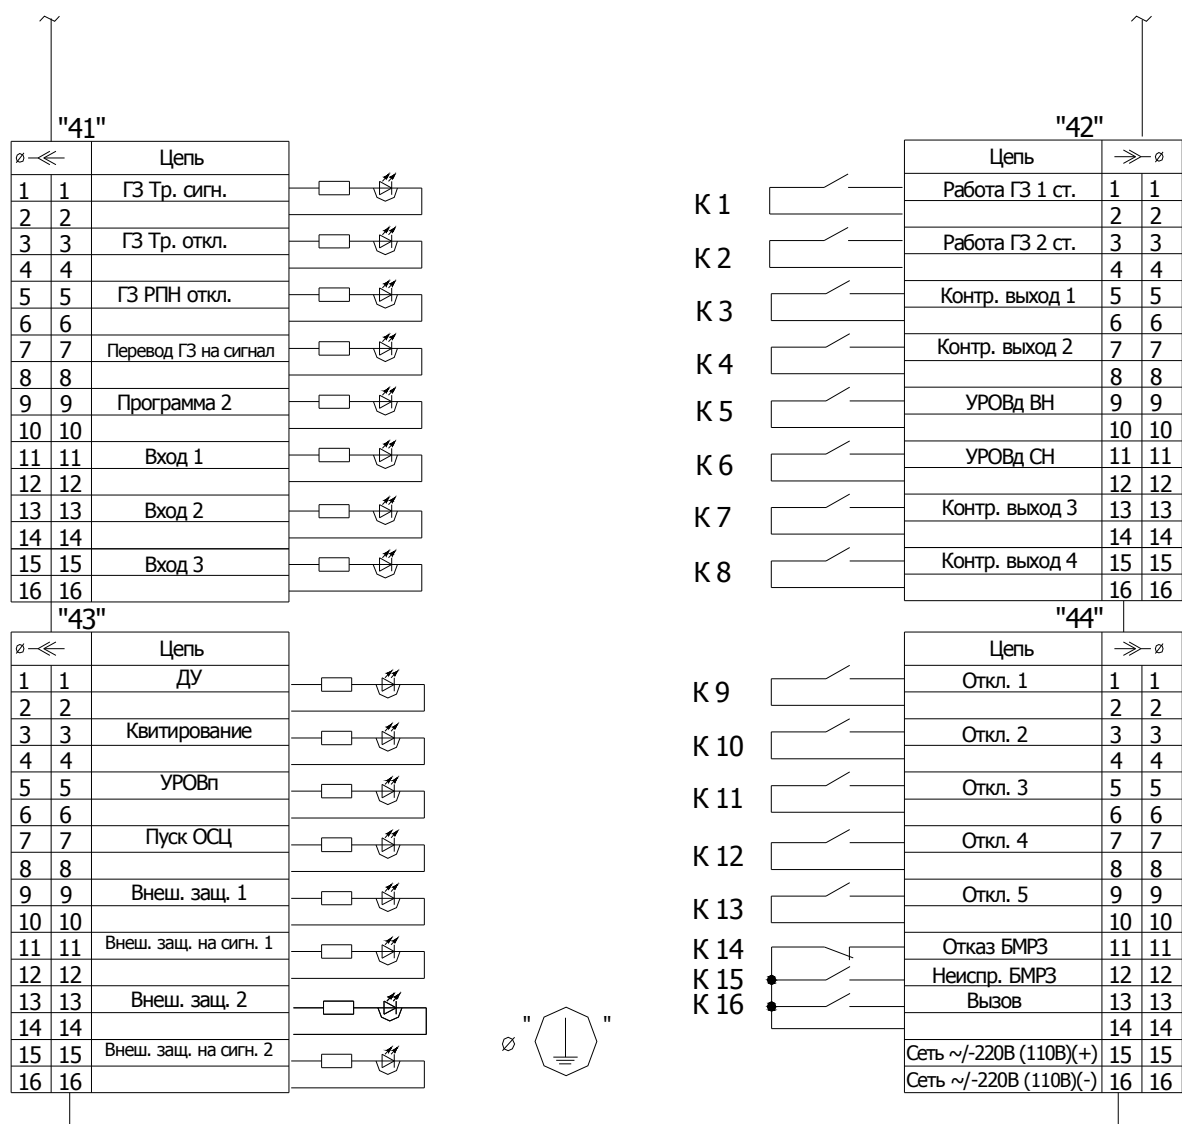 "41"
⌀ Цепь
1 1 ГЗ Тр. сигн.
2 2
3 3 ГЗ Тр. откл.
4 4
5 5 ГЗ РПН откл.
6 6
7 7 Перевод ГЗ на сигнал
8 8
9 9 Программа 2
10 10
11 11 Вход 1
12 12
13 13 Вход 2
14 14
15 15 Вход 3
16 16
"43"
⌀ Цепь
1 1 ДУ
2 2
3 3 Квитирование
4 4
5 5 УРОВп
6 6
7 7 Пуск ОСЦ
8 8
9 9 Внеш. защ. 1
10 10
11 11 Внеш. защ. на сигн. 1
12 12
13 13 Внеш. защ. 2
14 14
15 15 Внеш. защ. на сигн. 2
16 16
⌀ " "
"42"
Цепь ⌀
К 1 Работа ГЗ 1 ст. 1 1
2 2
К 2 Работа ГЗ 2 ст. 3 3
4 4
К 3 Контр. выход 1 5 5
6 6
К 4 Контр. выход 2 7 7
8 8
К 5 УРОВд ВН 9 9
10 10
К 6 УРОВд СН 11 11
12 12
К 7 Контр. выход 3 13 13
14 14
К 8 Контр. выход 4 15 15
16 16
"44"
Цепь ⌀
К 9 Откл. 1 1 1
2 2
К 10 Откл. 2 3 3
4 4
К 11 Откл. 3 5 5
6 6
К 12 Откл. 4 7 7
8 8
К 13 Откл. 5 9 9
10 10
К 14 Отказ БМРЗ 11 11
К 15 Неиспр. БМРЗ 12 12
К 16 Вызов 13 13
14 14
Сеть ~/-220В (110В)(+) 15 15
Сеть ~/-220В (110В)(-) 16 16